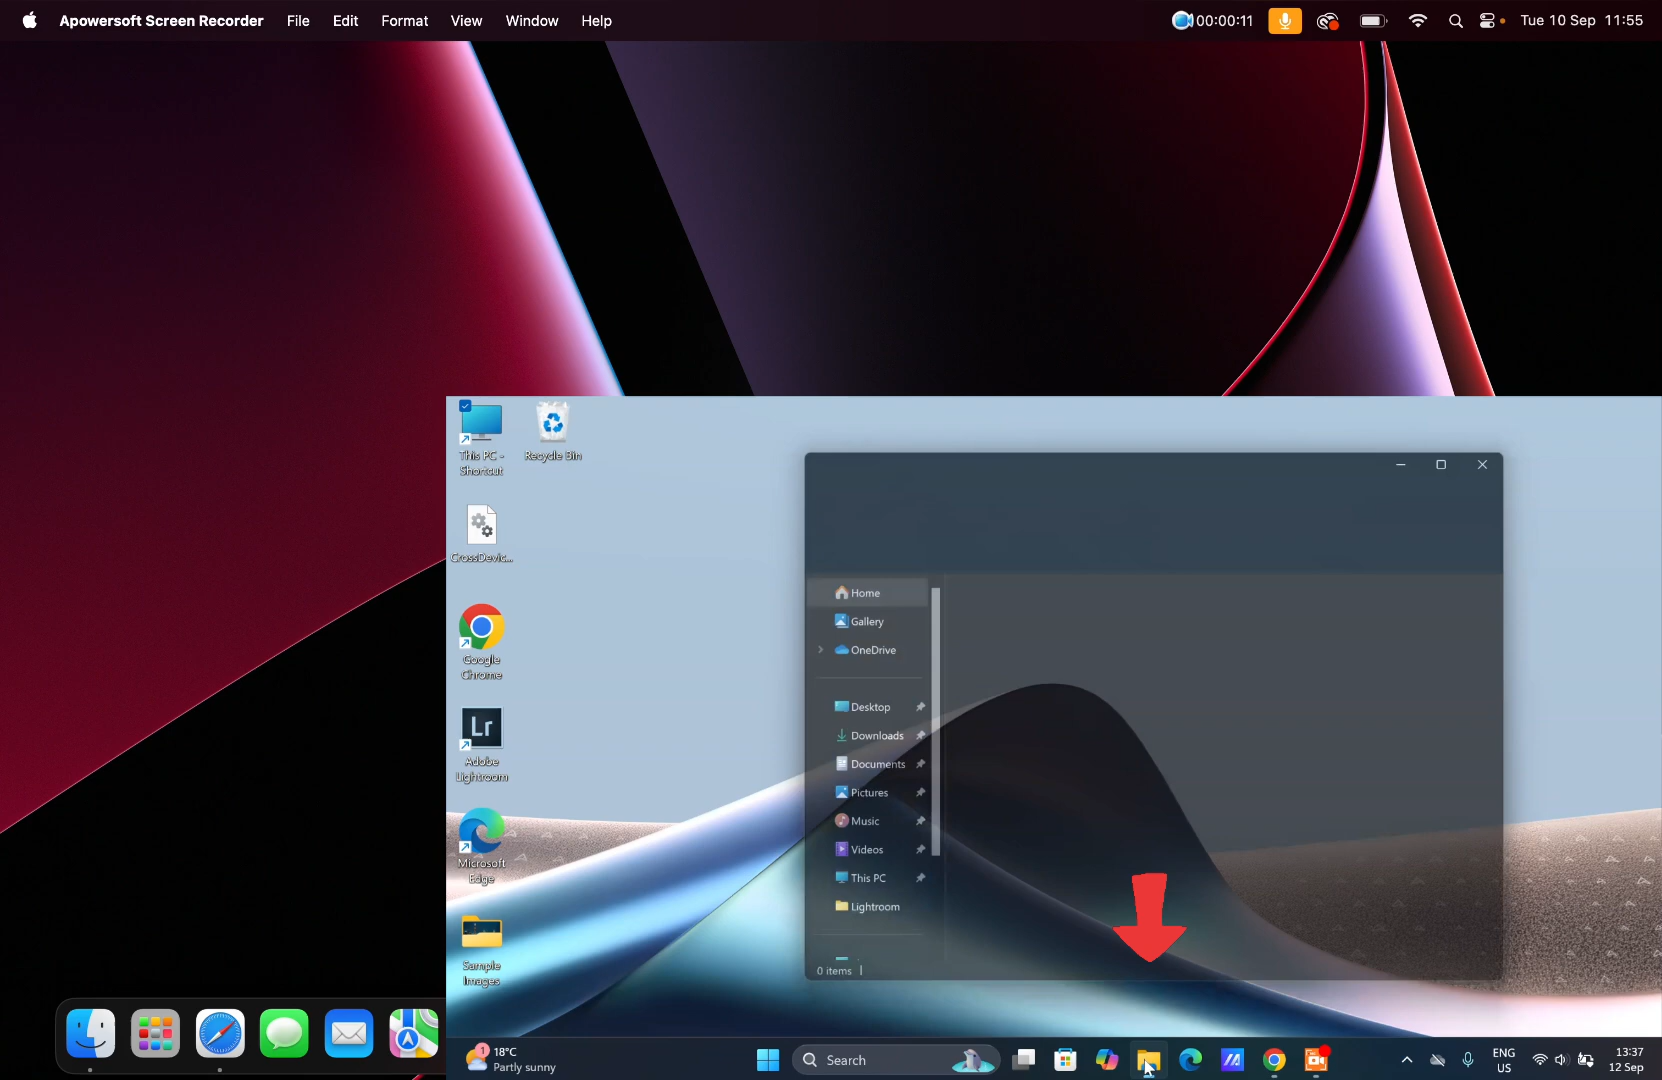 Apowersoft Screen Recorder File Edit Format View Window Help 00:00:11 Tue 10 Sep 11:55
This PC -
Shortcut
Recycle Bin
CrossDevic...
Google
Chrome
Lr
Adobe
Lightroom
Microsoft
Edge
Sample
Images
Home
Gallery
OneDrive
Desktop
Downloads
Documents
Pictures
Music
Videos
This PC
Lightroom
0 items
1
18°C
Partly sunny
Search
ENG
US
13:37
12 Sep